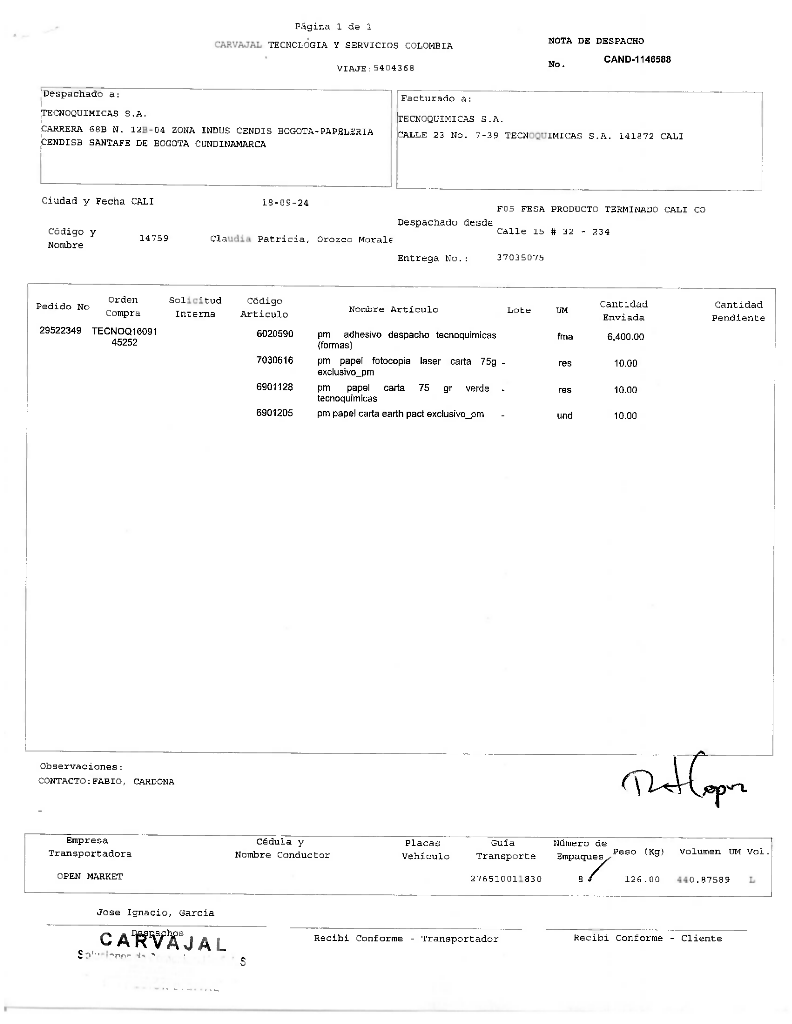 Página 1 de 1
CARVAJAL TECNOLOGIA Y SERVICIOS COLOMBIA
NOTA DE DESPACHO
No. CAND-1146588
VIAJE:5404368
Despachado a:
TECNOQUIMICAS S.A.
CARRERA 68B N. 12B-04 ZONA INDUS CENDIS BOGOTA-PAPELERIA
CENDISB SANTAFE DE BOGOTA CUNDINAMARCA
Facturado a:
TECNOQUIMICAS S.A.
CALLE 23 No. 7-39 TECNOQUIMICAS S.A. 141872 CALI
Ciudad y Fecha CALI 18-09-24
Código y Nombre 14759 Claudia Patricia, Orozco Morale
Despachado desde F05 FESA PRODUCTO TERMINADO CALI CO
Calle 15 # 32 - 234
Entrega No.: 37035075
Pedido No Orden Compra Solicitud Interna Código Artículo Nombre Artículo Lote UM Cantidad Enviada Cantidad Pendiente
29522349 TECNOQ16091 45252 6020590 pm adhesivo despacho tecnoquimicas (formas) fma 6,400.00
7030616 pm papel fotocopia laser carta 75g exclusivo_pm - res 10.00
6901128 pm papel carta 75 gr verde tecnoquímicas - res 10.00
6901205 pm papel carta earth pact exclusivo_pm - und 10.00
Observaciones:
CONTACTO:FABIO, CARDONA
Empresa Transportadora Cédula y Nombre Conductor Placas Vehículo Guía Transporte Número de Empaques Peso (Kg) Volumen UM Vol.
OPEN MARKET 276510011830 8 126.00 440.87589 L
Jose Ignacio, Garcia
Despachos
CARVAJAL
Recibi Conforme - Transportador
Recibi Conforme - Cliente